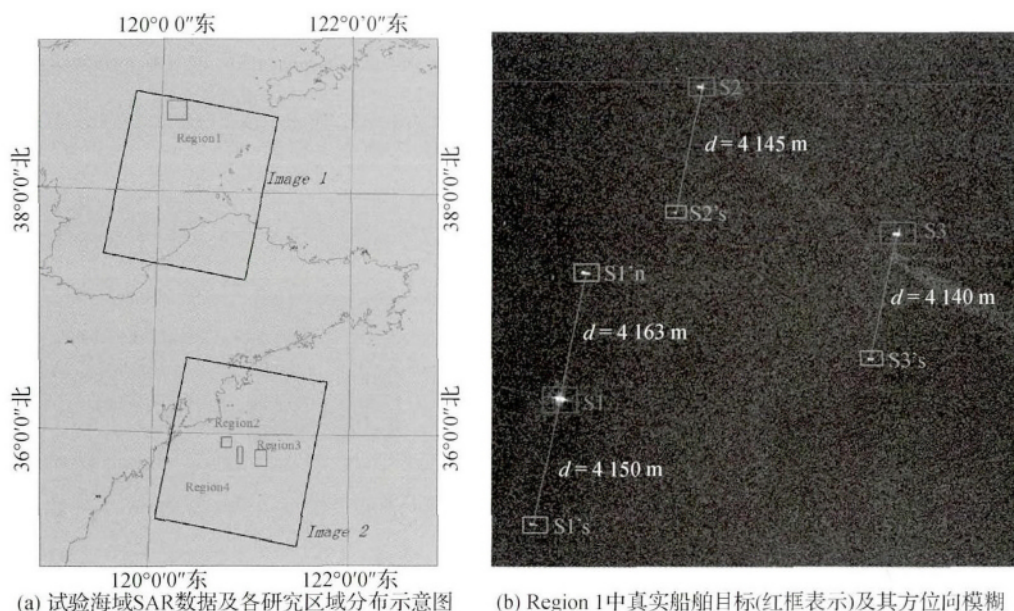 120°0 0″东
122°0`0″东
38°0′0″北
38°0′0″北
36°0′0″北
36°0′0″北
Region1
Image 1
Region2
Region3
Region4
Image 2
120°0′0″东
122°0′0″东
(a) 试验海域SAR数据及各研究区域分布示意图
S2
d = 4 145 m
S2's
S3
S1'n
d = 4 140 m
d = 4 163 m
S3's
S1
d = 4 150 m
S1's
(b) Region 1中真实船舶目标(红框表示)及其方位向模糊